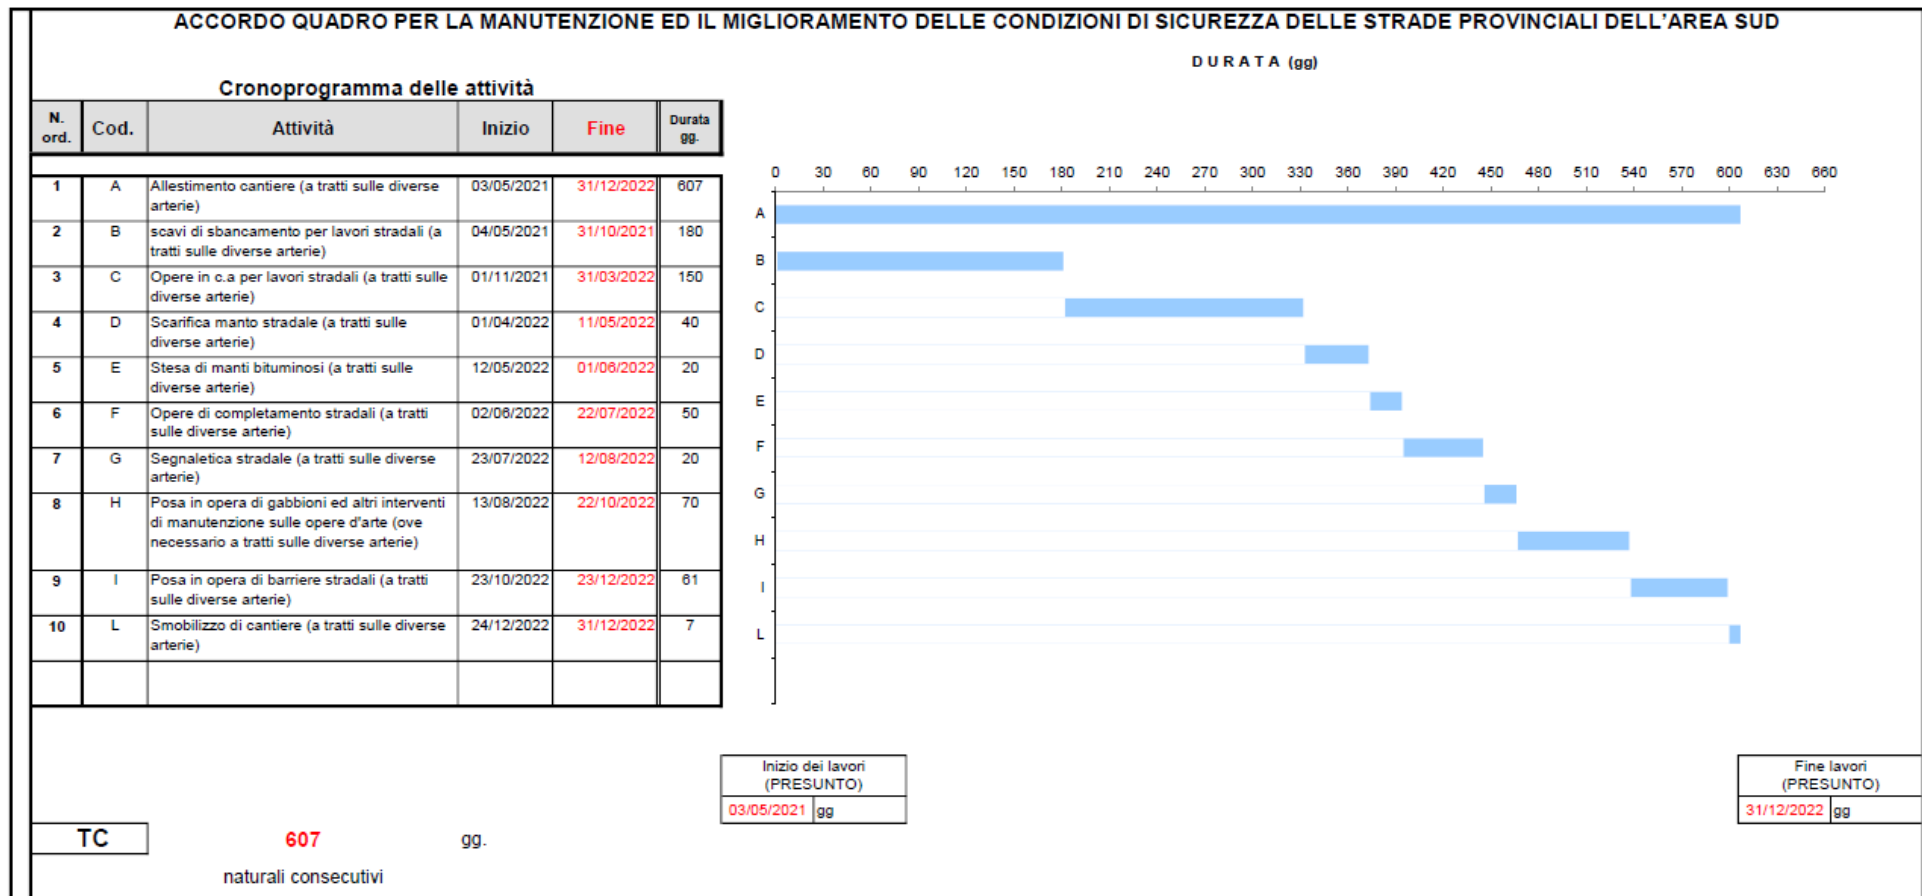 ACCORDO QUADRO PER LA MANUTENZIONE ED IL MIGLIORAMENTO DELLE CONDIZIONI DI SICUREZZA DELLE STRADE PROVINCIALI DELL'AREA SUD
DURATA (gg)
Cronoprogramma delle attività
N. ord. Cod. Attività Inizio Fine Durata gg.
0 30 60 90 120 150 180 210 240 270 300 330 360 390 420 450 480 510 540 570 600 630 660
1 A Allestimento cantiere (a tratti sulle diverse 03/05/2021 31/12/2022 607
arterie)
2 B scavi di sbancamento per lavori stradali (a 04/05/2021 31/10/2021 180
tratti sulle diverse arterie)
3 C Opere in c.a per lavori stradali (a tratti sulle 01/11/2021 31/03/2022 150
diverse arterie)
4 D Scarifica manto stradale (a tratti sulle 01/04/2022 11/05/2022 40
diverse arterie)
5 E Stesa di manti bituminosi (a tratti sulle 12/05/2022 01/06/2022 20
diverse arterie)
6 F Opere di completamento stradali (a tratti 02/06/2022 22/07/2022 50
sulle diverse arterie)
7 G Segnaletica stradale (a tratti sulle diverse 23/07/2022 12/08/2022 20
arterie)
8 H Posa in opera di gabbioni ed altri interventi 13/08/2022 22/10/2022 70
di manutenzione sulle opere d'arte (ove
necessario a tratti sulle diverse arterie)
9 I Posa in opera di barriere stradali (a tratti 23/10/2022 23/12/2022 61
sulle diverse arterie)
10 L Smobilizzo di cantiere (a tratti sulle diverse 24/12/2022 31/12/2022 7
arterie)
A
B
C
D
E
F
G
H
I
L
Inizio dei lavori
(PRESUNTO)
03/05/2021 gg
Fine lavori
(PRESUNTO)
31/12/2022 gg
TC 607 gg.
naturali consecutivi